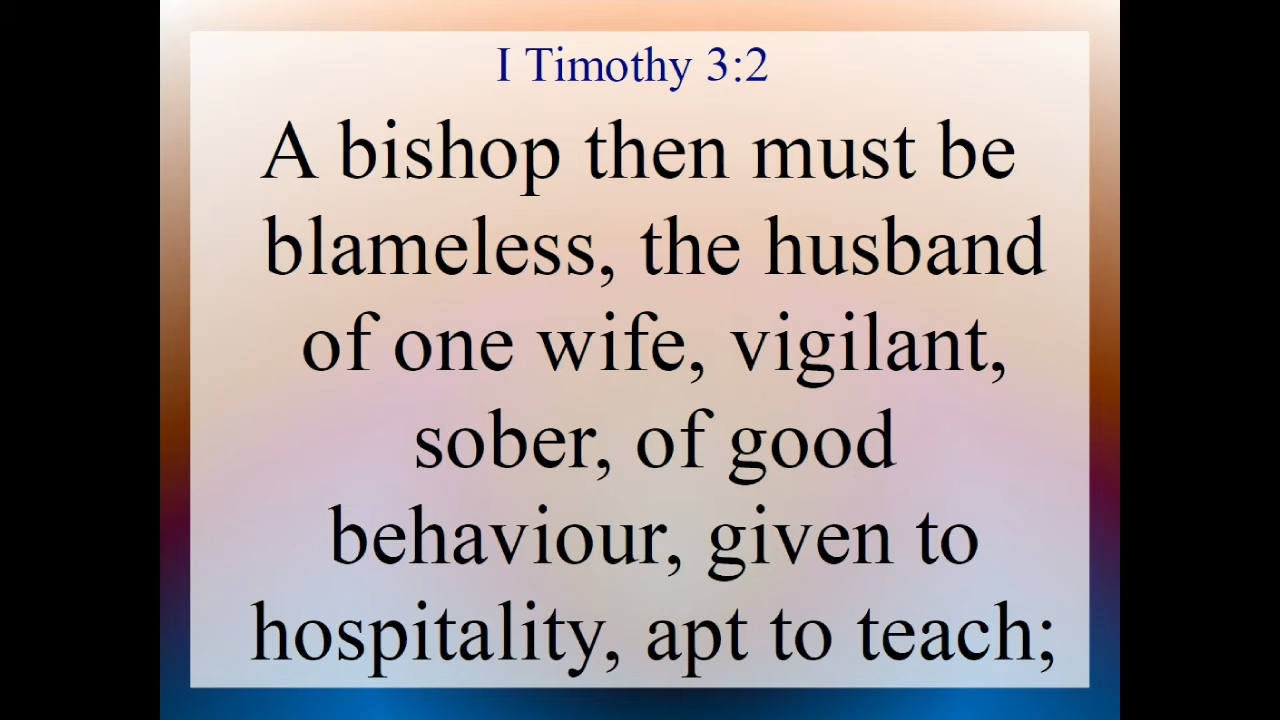 I Timothy 3:2
A bishop then must be
blameless, the husband
of one wife, vigilant,
sober, of good
behaviour, given to
hospitality, apt to teach;